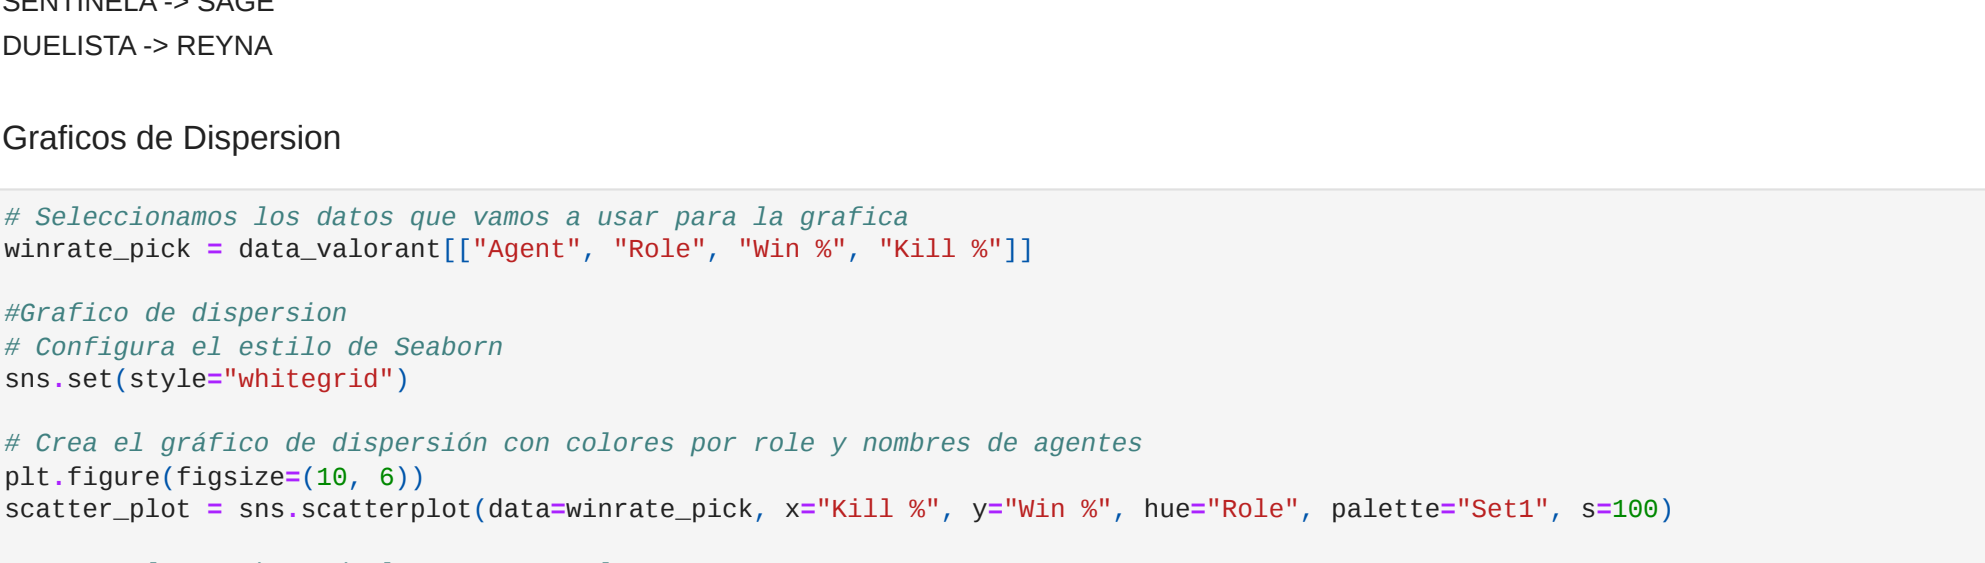 SENTINELA -> SAGE
DUELISTA -> REYNA
Graficos de Dispersion
# Seleccionamos los datos que vamos a usar para la grafica
winrate_pick = data_valorant[["Agent", "Role", "Win %", "Kill %"]]
#Grafico de dispersion
# Configura el estilo de Seaborn
sns.set(style="whitegrid")
# Crea el gráfico de dispersión con colores por role y nombres de agentes
plt.figure(figsize=(10, 6))
scatter_plot = sns.scatterplot(data=winrate_pick, x="Kill %", y="Win %", hue="Role", palette="Set1", s=100)